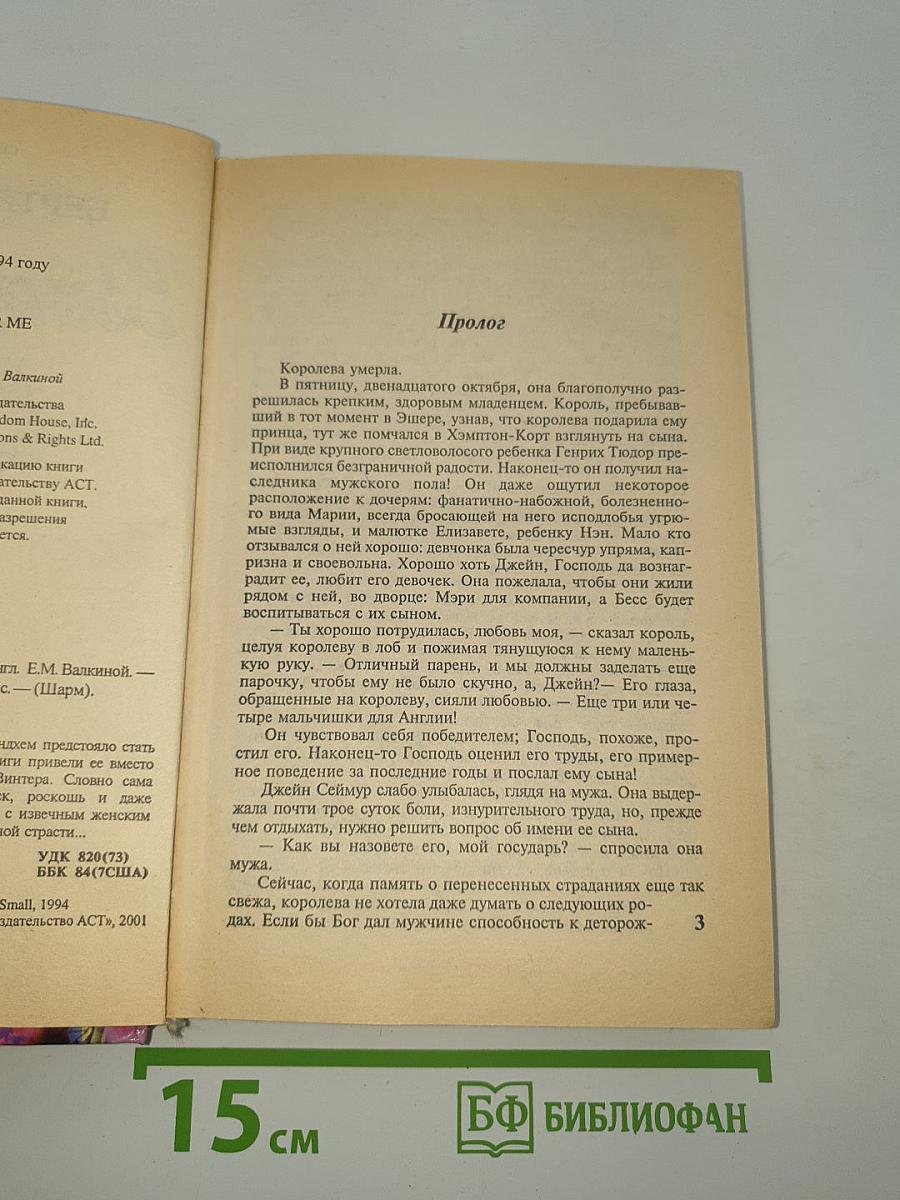 94 году
ME
Валкиной
дательства
dom House, Inc.
ons & Rights Ltd.
кацию книги
ательству АСТ.
данной книги,
азрешения
ется.
нгл. Е.М. Валкиной. —
с. — (Шарм).
ндхем предстояло стать
иги привели ее вместо
Винтера. Словно сама
ск, роскошь и даже
с извечным женским
ной страсти...
УДК 820(73)
ББК 84(7США)
Small, 1994
здательство АСТ», 2001
Пролог
Королева умерла.
В пятницу, двенадцатого октября, она благополучно раз-
решилась крепким, здоровым младенцем. Король, пребывав-
ший в тот момент в Эшере, узнав, что королева подарила ему
принца, тут же помчался в Хэмптон-Корт взглянуть на сына.
При виде крупного светловолосого ребенка Генрих Тюдор пре-
исполнился безграничной радости. Наконец-то он получил на-
следника мужского пола! Он даже ощутил некоторое
расположение к дочерям: фанатично-набожной, болезненно-
го вида Марии, всегда бросающей на него исподлобья угрю-
мые взгляды, и малютке Елизавете, ребенку Нэн. Мало кто
отзывался о ней хорошо: девчонка была чересчур упряма, кап-
ризна и своевольна. Хорошо хоть Джейн, Господь да вознаг-
радит ее, любит его девочек. Она пожелала, чтобы они жили
рядом с ней, во дворце: Мэри для компании, а Бесс будет
воспитываться с их сыном.
— Ты хорошо потрудилась, любовь моя, — сказал король,
целуя королеву в лоб и пожимая тянущуюся к нему малень-
кую руку. — Отличный парень, и мы должны заделать еще
парочку, чтобы ему не было скучно, а, Джейн?— Его глаза,
обращенные на королеву, сияли любовью. — Еще три или че-
тыре мальчишки для Англии!
Он чувствовал себя победителем; Господь, похоже, про-
стил его. Наконец-то Господь оценил его труды, его пример-
ное поведение за последние годы и послал ему сына!
Джейн Сеймур слабо улыбалась, глядя на мужа. Она выдер-
жала почти трое суток боли, изнурительного труда, но, прежде
чем отдыхать, нужно решить вопрос об имени ее сына.
— Как вы назовете его, мой государь? — спросила она
мужа.
Сейчас, когда память о перенесенных страданиях еще так
свежа, королева не хотела даже думать о следующих ро-
дах. Если бы Бог дал мужчине способность к деторож-
3
15 см
БФ БИБЛИОФАН